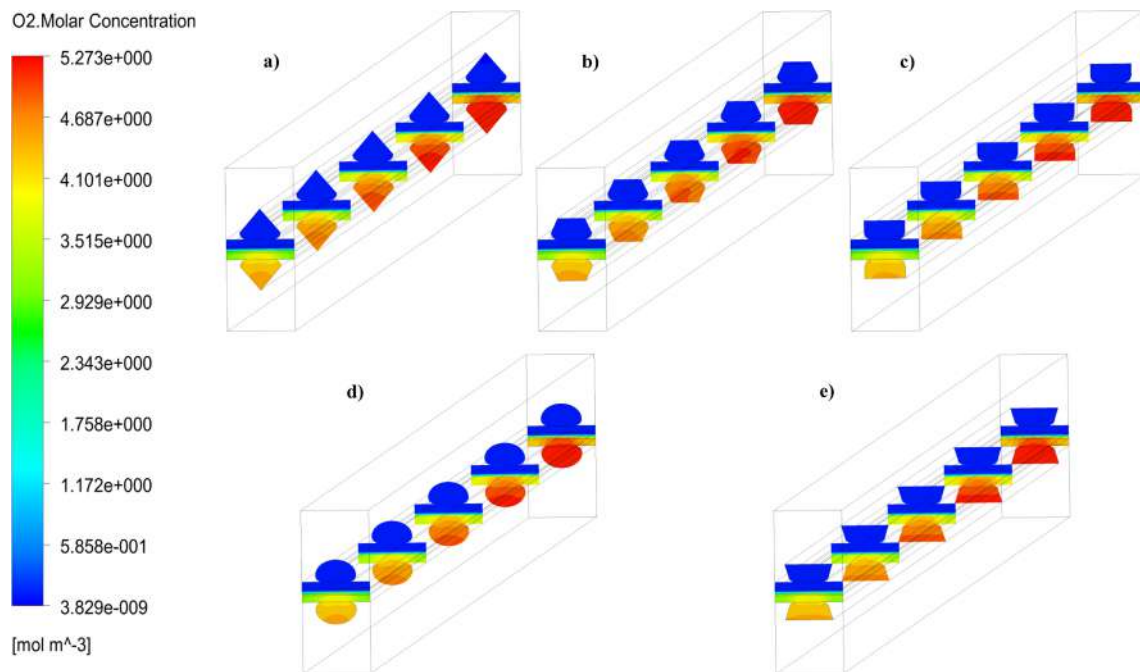 O2.Molar Concentration
5.273e+000
4.687e+000
4.101e+000
3.515e+000
2.929e+000
2.343e+000
1.758e+000
1.172e+000
5.858e-001
3.829e-009
[mol m^-3]
a)
b)
c)
d)
e)